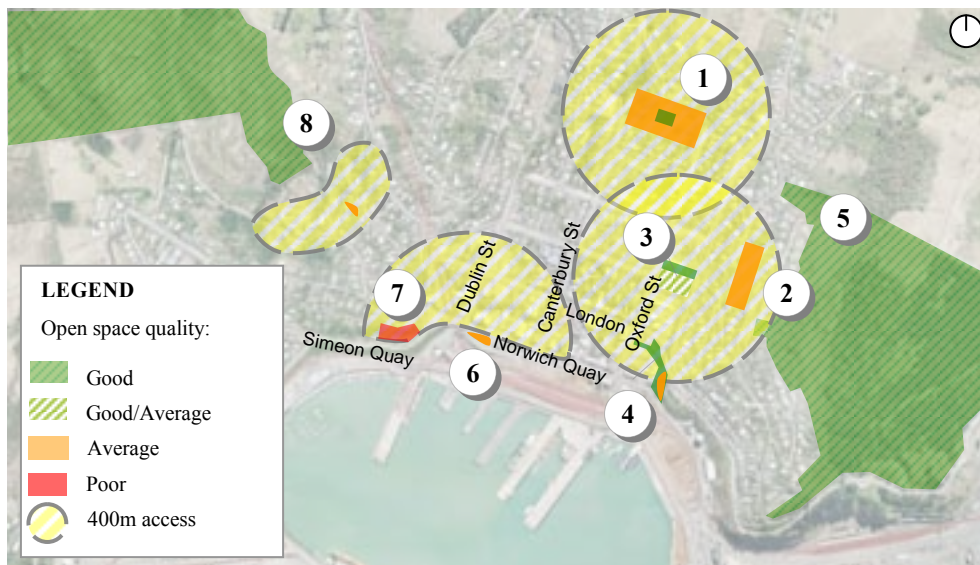 1
8
5
3
2
7
4
6
Dublin St
Canterbury St
London
Oxford St
Simeon Quay
Norwich Quay
LEGEND
Open space quality:
Good
Good/Average
Average
Poor
400m access